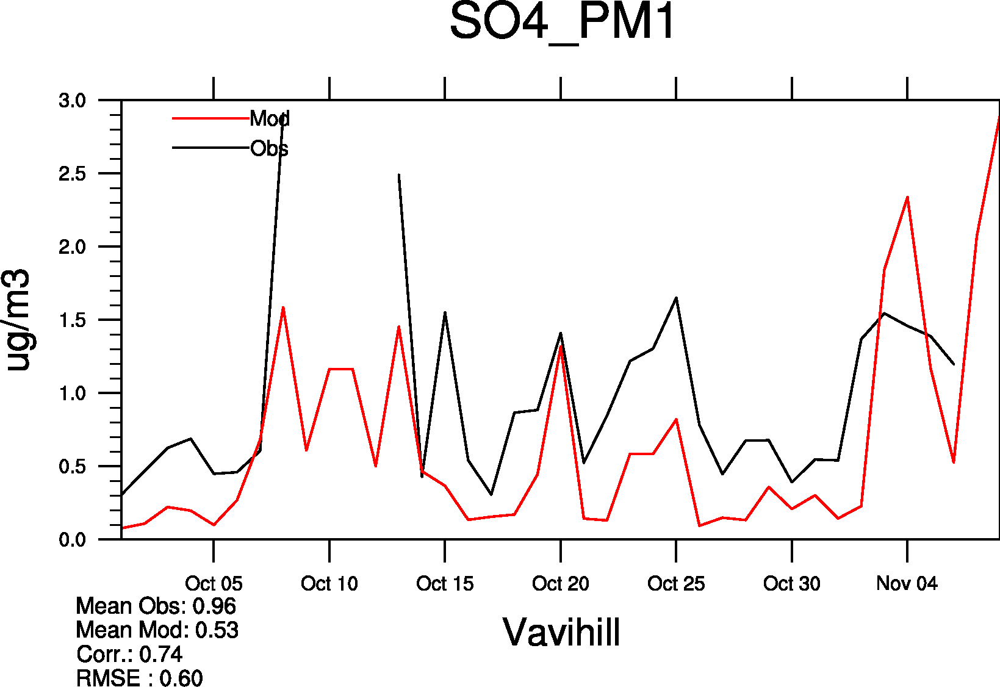 SO4_PM1
3.0
2.5
2.0
1.5
1.0
0.5
0.0
ug/m3
Mod
Obs
Oct 05 Oct 10 Oct 15 Oct 20 Oct 25 Oct 30 Nov 04
Vavihill
Mean Obs: 0.96
Mean Mod: 0.53
Corr.: 0.74
RMSE : 0.60